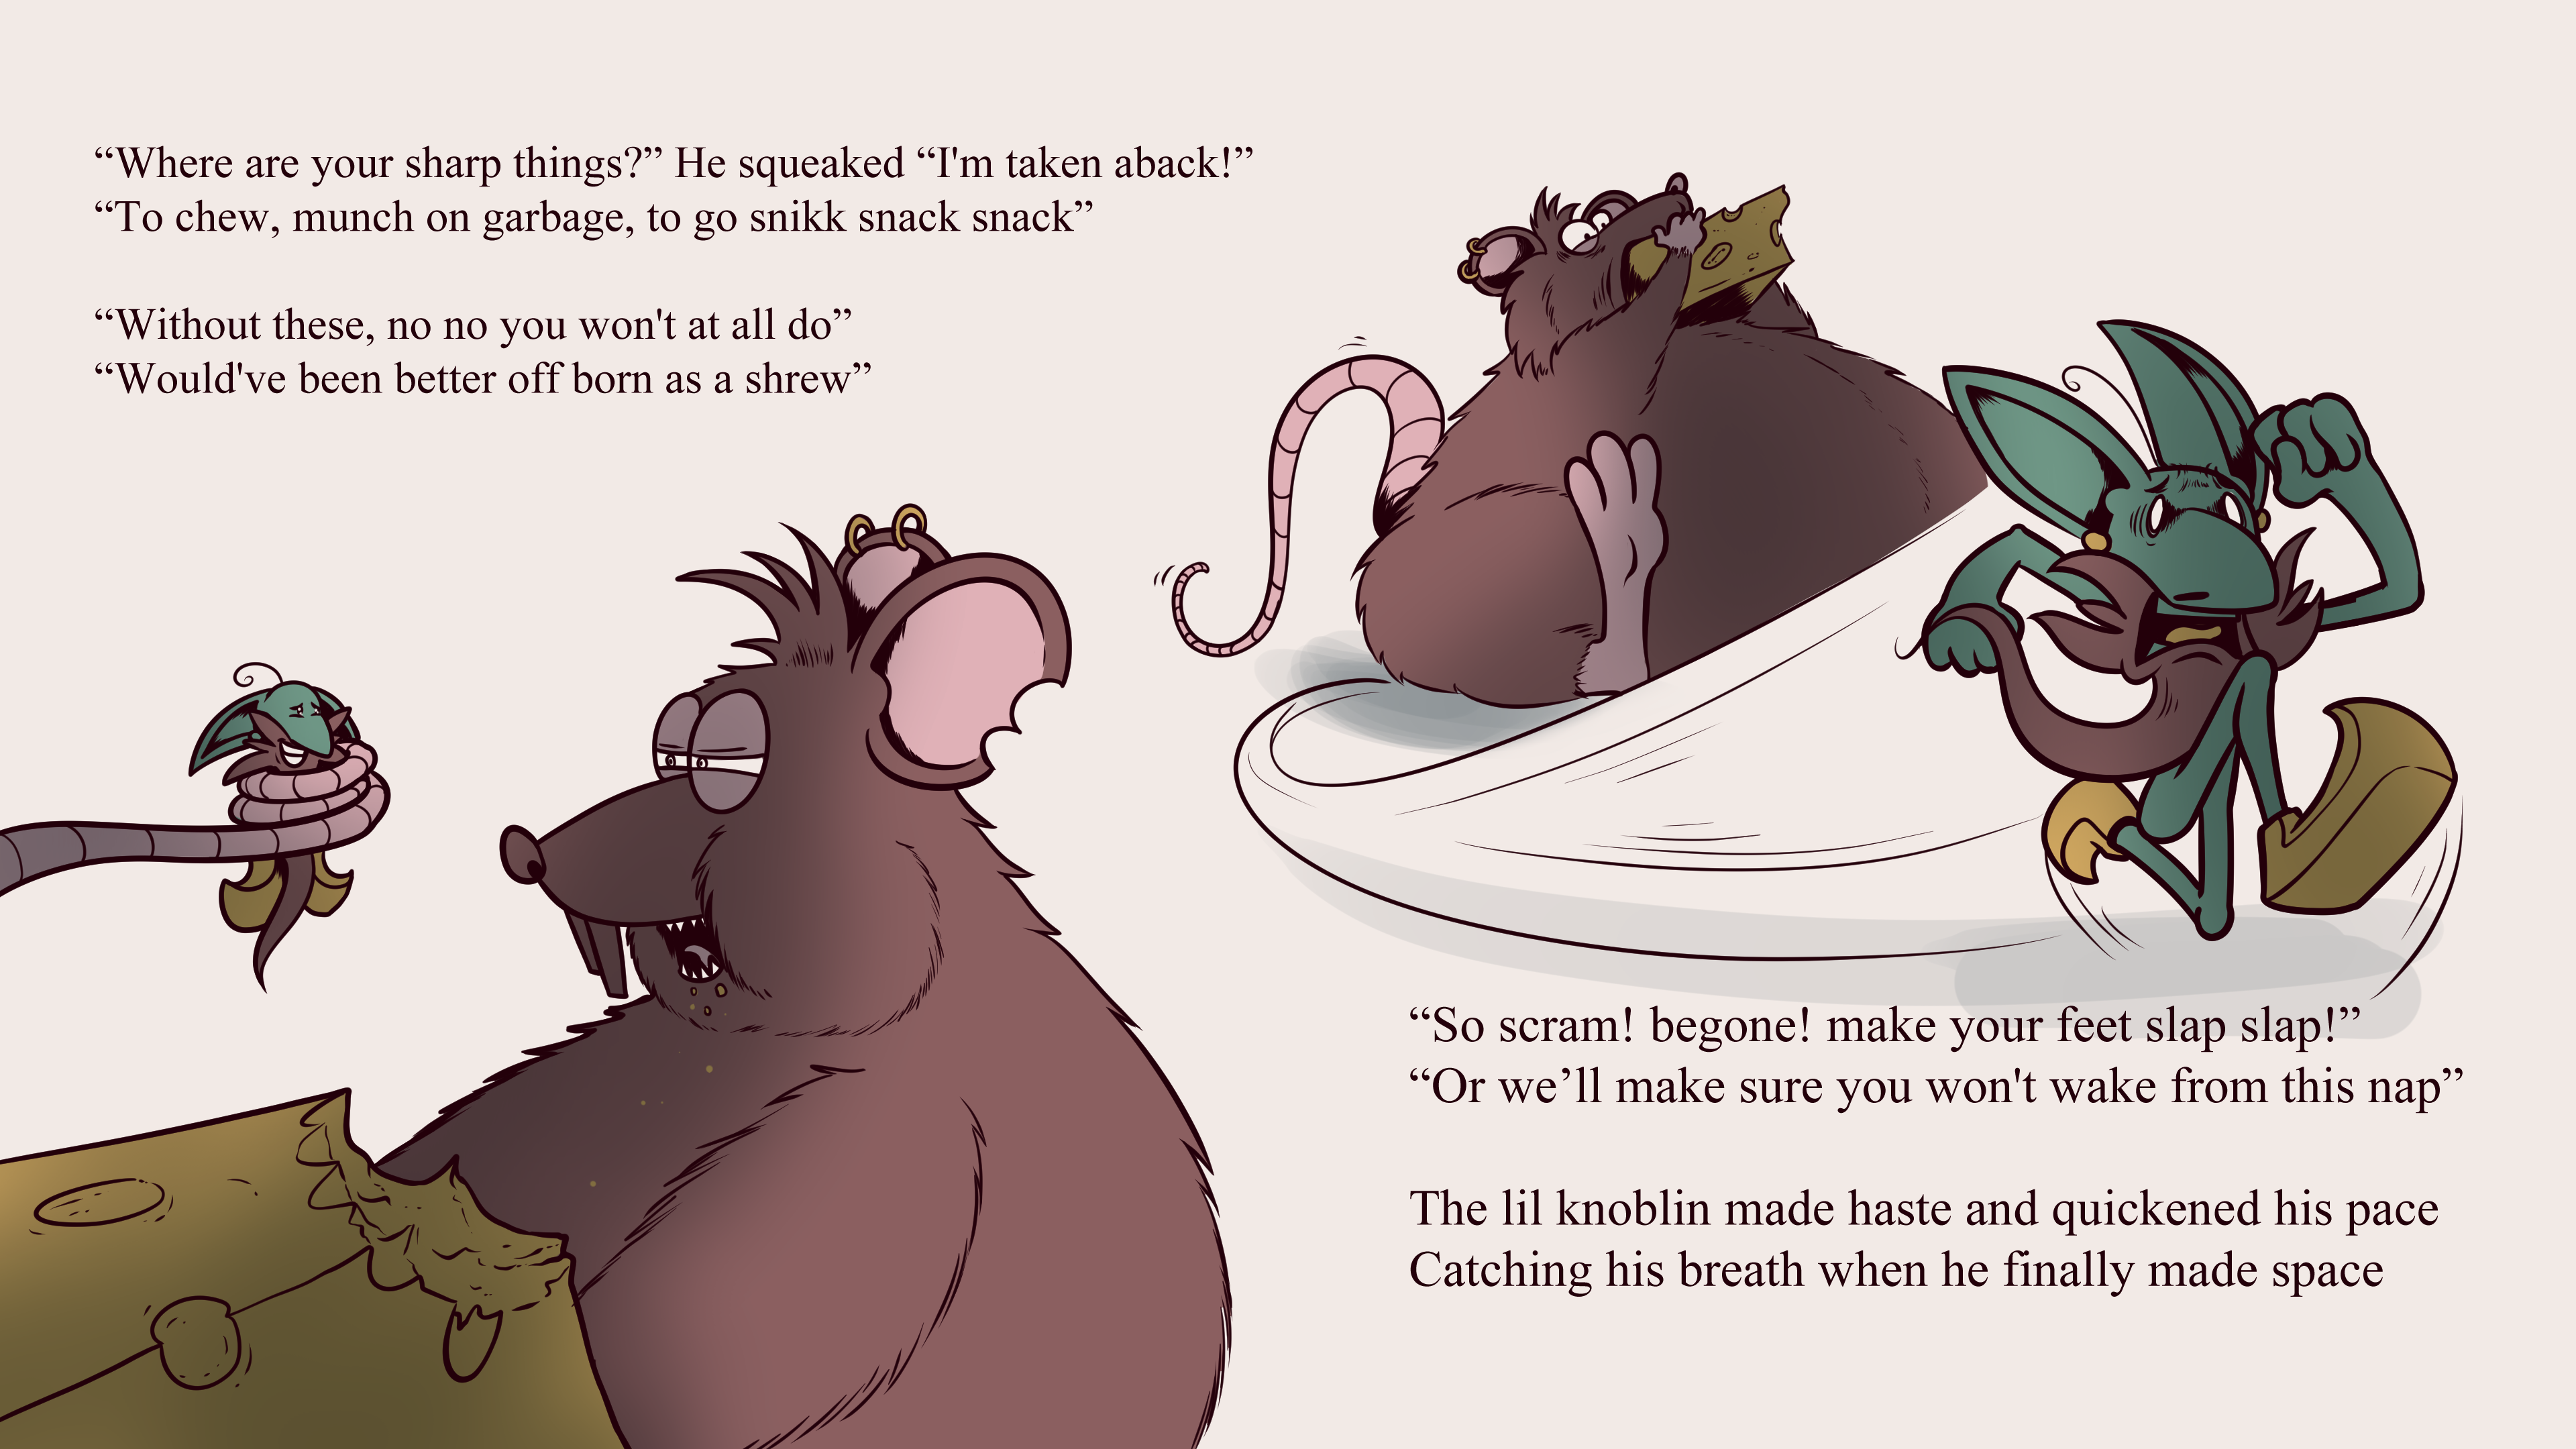 “Where are your sharp things?” He squeaked “I'm taken aback!”
“To chew, munch on garbage, to go snikk snack snack”
“Without these, no no you won't at all do”
“Would've been better off born as a shrew”
“So scram! begone! make your feet slap slap!”
“Or we’ll make sure you won't wake from this nap”
The lil knoblin made haste and quickened his pace
Catching his breath when he finally made space